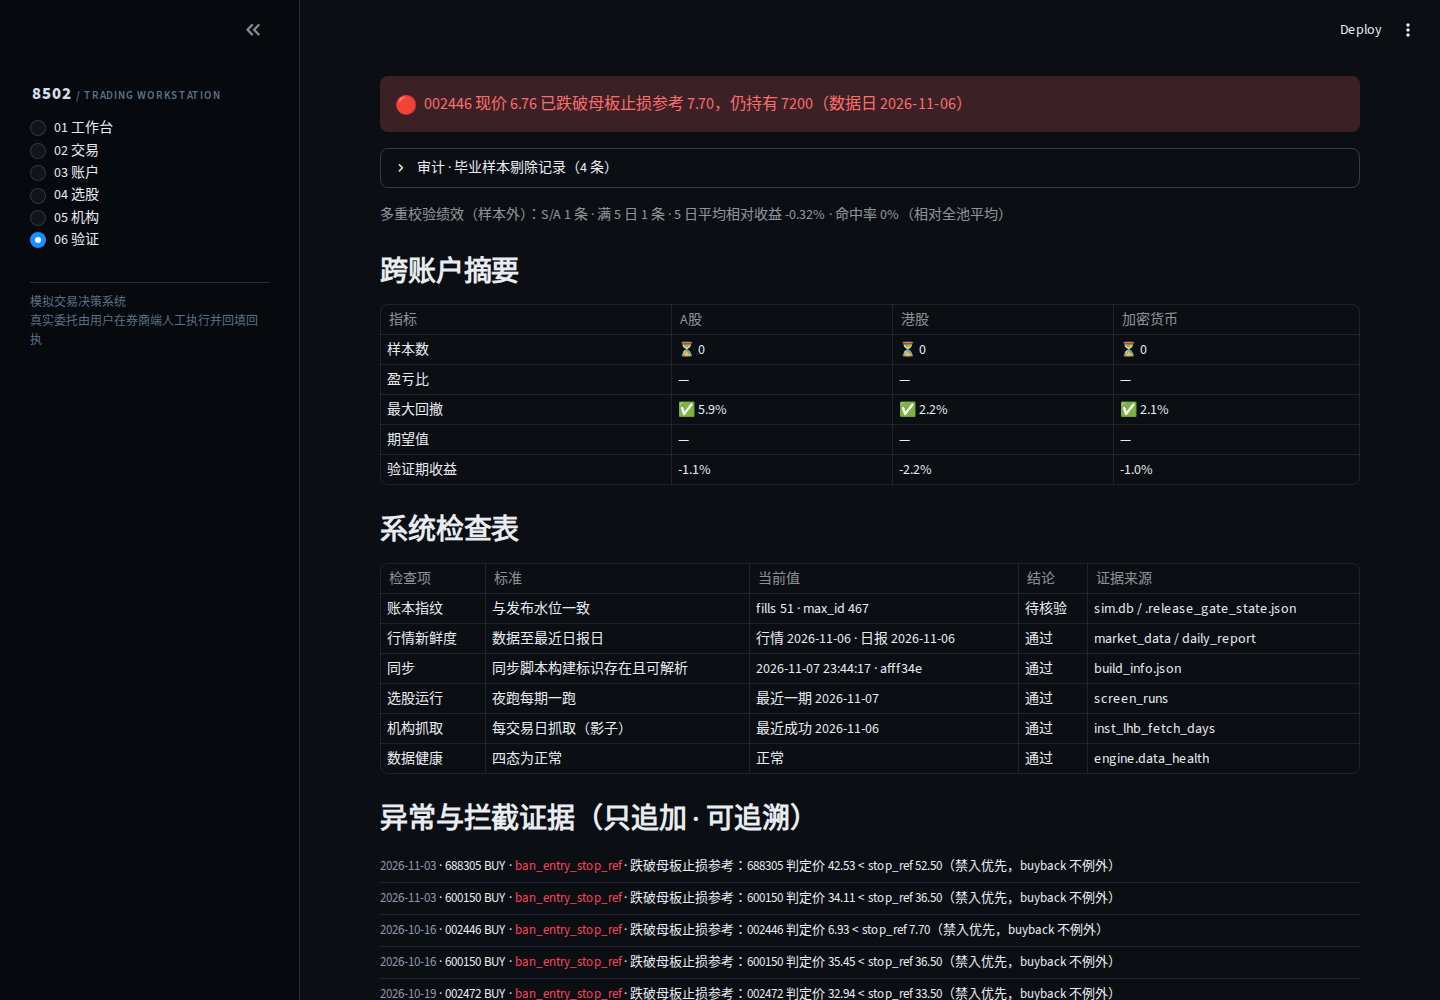 Deploy
8502 / TRADING WORKSTATION
01 工作台
02 交易
03 账户
04 选股
05 机构
06 验证
模拟交易决策系统
真实委托由用户在券商端人工执行并回填回
执
🔴 002446 现价 6.76 已跌破母板止损参考 7.70，仍持有 7200（数据日 2026-11-06）
审计 · 毕业样本剔除记录（4 条）
多重校验绩效（样本外）：S/A 1 条 · 满 5 日 1 条 · 5 日平均相对收益 -0.32% · 命中率 0%（相对全池平均）
跨账户摘要
指标 A股 港股 加密货币
样本数 ⏳ 0 ⏳ 0 ⏳ 0
盈亏比 — — —
最大回撤 ✅ 5.9% ✅ 2.2% ✅ 2.1%
期望值 — — —
验证期收益 -1.1% -2.2% -1.0%
系统检查表
检查项 标准 当前值 结论 证据来源
账本指纹 与发布水位一致 fills 51 · max_id 467 待核验 sim.db / .release_gate_state.json
行情新鲜度 数据至最近日报日 行情 2026-11-06 · 日报 2026-11-06 通过 market_data / daily_report
同步 同步脚本构建标识存在且可解析 2026-11-07 23:44:17 · afff34e 通过 build_info.json
选股运行 夜跑每期一跑 最近一期 2026-11-07 通过 screen_runs
机构抓取 每交易日抓取（影子） 最近成功 2026-11-06 通过 inst_lhb_fetch_days
数据健康 四态为正常 正常 通过 engine.data_health
异常与拦截证据（只追加 · 可追溯）
2026-11-03 · 688305 BUY · ban_entry_stop_ref · 跌破母板止损参考：688305 判定价 42.53 < stop_ref 52.50（禁入优先，buyback 不例外）
2026-11-03 · 600150 BUY · ban_entry_stop_ref · 跌破母板止损参考：600150 判定价 34.11 < stop_ref 36.50（禁入优先，buyback 不例外）
2026-10-16 · 002446 BUY · ban_entry_stop_ref · 跌破母板止损参考：002446 判定价 6.93 < stop_ref 7.70（禁入优先，buyback 不例外）
2026-10-16 · 600150 BUY · ban_entry_stop_ref · 跌破母板止损参考：600150 判定价 35.45 < stop_ref 36.50（禁入优先，buyback 不例外）
2026-10-19 · 002472 BUY · ban_entry_stop_ref · 跌破母板止损参考：002472 判定价 32.94 < stop_ref 33.50（禁入优先，buyback 不例外）